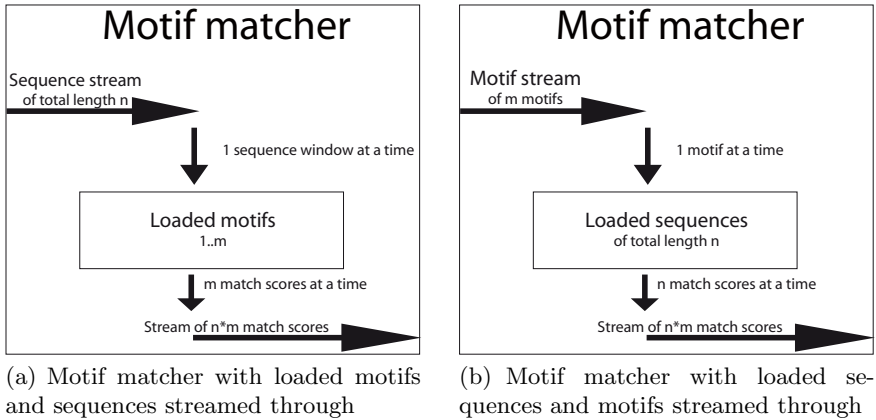 Motif matcher
Sequence stream
of total length n
1 sequence window at a time
Loaded motifs
1..m
m match scores at a time
Stream of n*m match scores
(a) Motif matcher with loaded motifs
and sequences streamed through
Motif matcher
Motif stream
of m motifs
1 motif at a time
Loaded sequences
of total length n
n match scores at a time
Stream of n*m match scores
(b) Motif matcher with loaded se-
quences and motifs streamed through